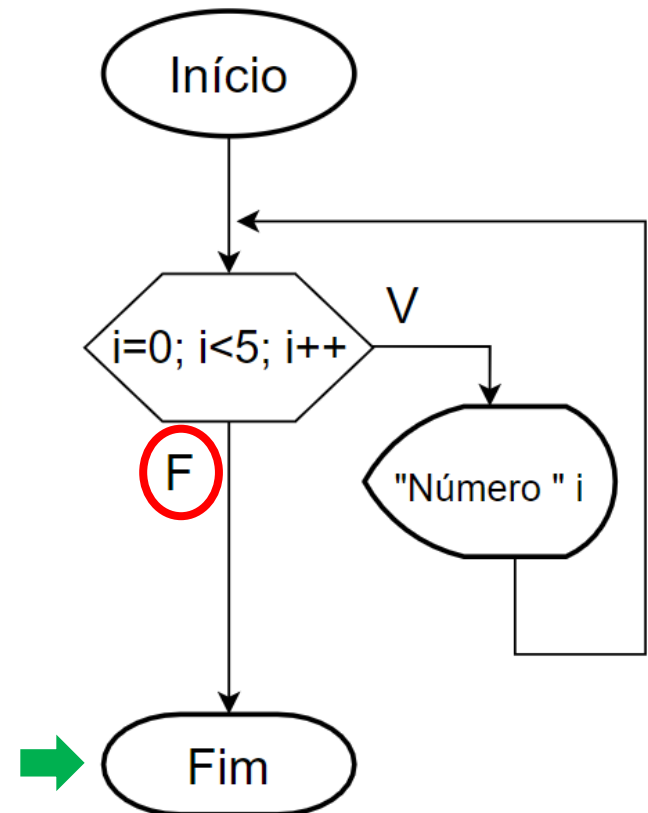 Início
i=0; i<5; i++
V
F
"Número " i
Fim